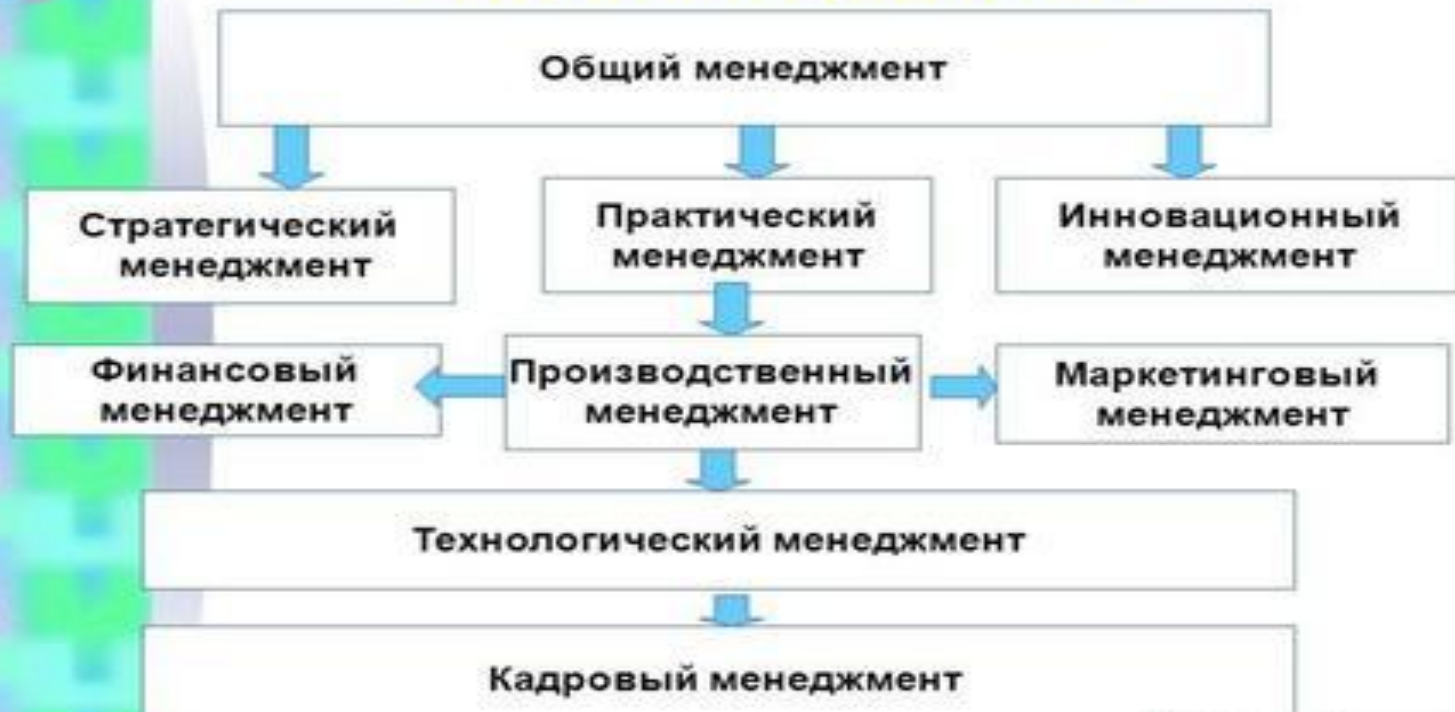 Общий менеджмент
Стратегический
менеджмент
Практический
менеджмент
Инновационный
менеджмент
Финансовый
менеджмент
Производственный
менеджмент
Маркетинговый
менеджмент
Технологический менеджмент
Кадровый менеджмент